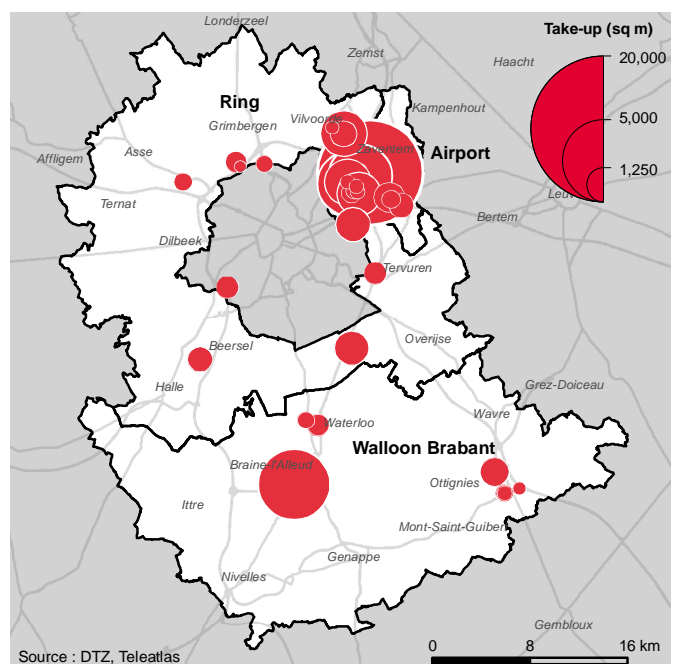 Londerzeel
Take-up (sq m)
Zemst
20,000
Haacht
Ring
Kampenhout
Vilvoorde
5,000
Grimbergen
Asse
Zaventem
Airport
Affligem
1,250
Leuv
Ternat
Bertem
Dilbeek
Tervuren
Overijse
Beersel
Halle
Grez-Doiceau
Wavre
Waterloo
Walloon Brabant
Braine-l'Alleud
Ottignies
Ittre
Mont-Saint-Guibert
Genappe
Nivelles
Gembloux
0 8 16 km
Source : DTZ, Teleatlas